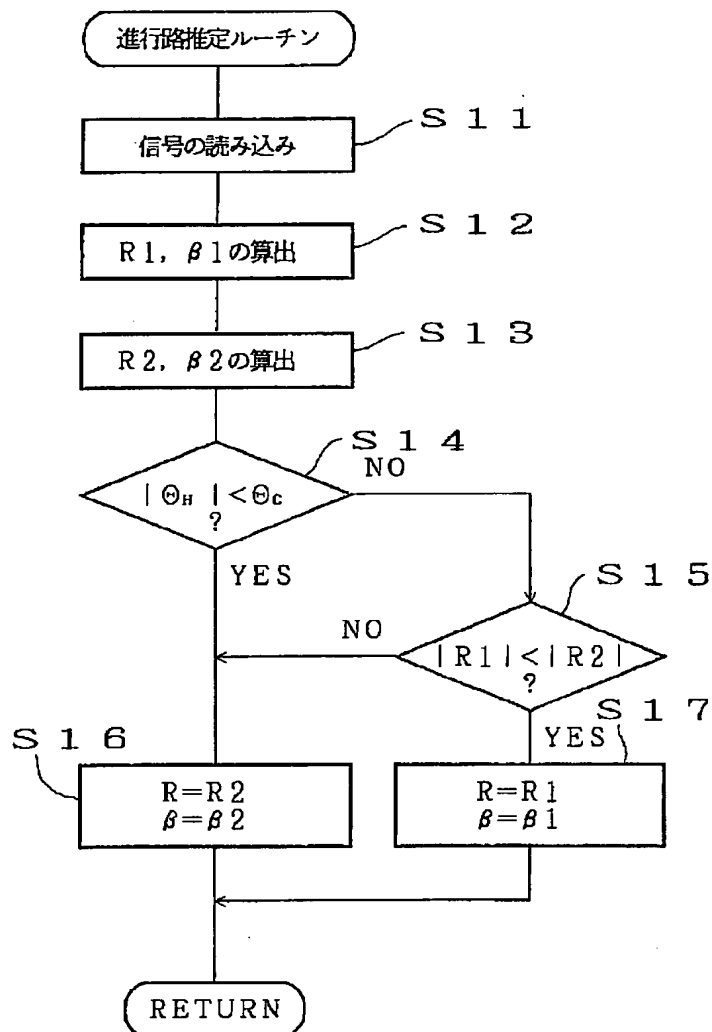 進行路推定ルーチン
S11
信号の読み込み
S12
R1, β1の算出
S13
R2, β2の算出
S14
|ΘH|<ΘC
?
NO
YES
S15
|R1|<|R2|
?
NO
YES
S16
R=R2
β=β2
S17
R=R1
β=β1
RETURN